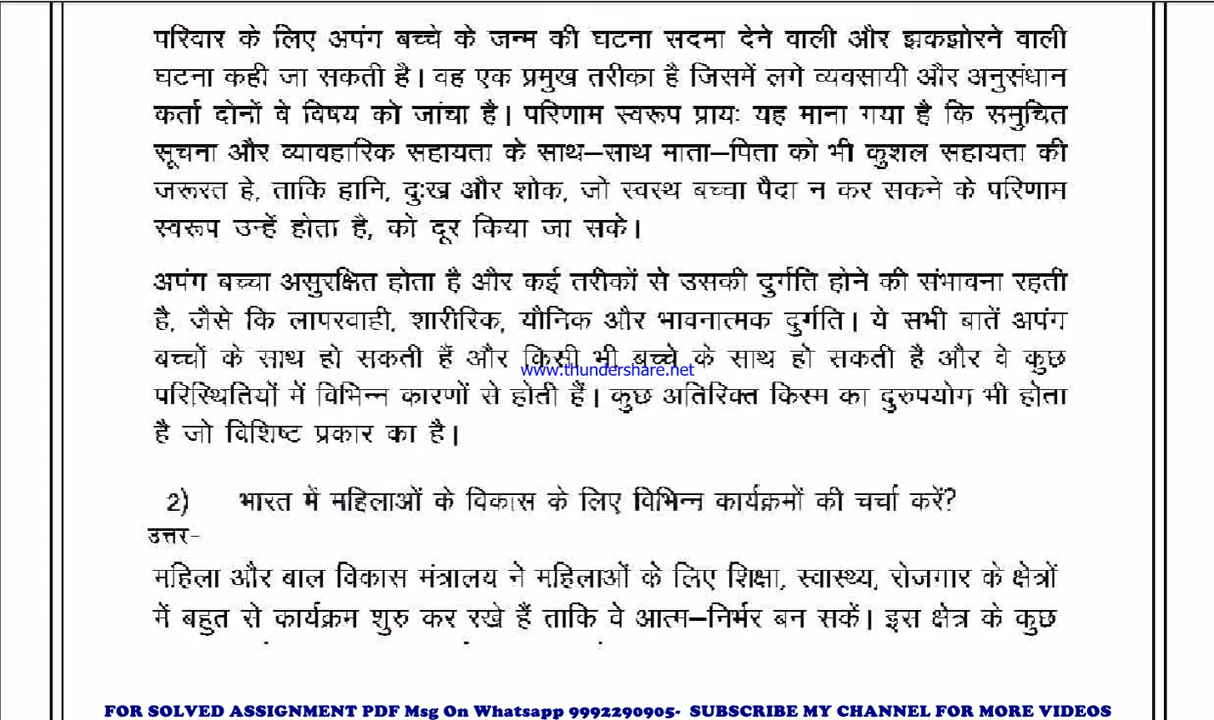 परिवार के लिए अपंग बच्चे के जन्म की घटना सदमा देने वाली और झकझोरने वाली
घटना कही जा सकती है। वह एक प्रमुख तरीका है जिसमें लगे व्यवसायी और अनुसंधान
कर्ता दोनों वे विषय को जांचा है। परिणाम स्वरूप प्रायः यह माना गया है कि समुचित
सूचना और व्यावहारिक सहायता के साथ–साथ माता–पिता को भी कुशल सहायता की
जरूरत हे, ताकि हानि, दुःख और शोक, जो स्वस्थ बच्चा पैदा न कर सकने के परिणाम
स्वरूप उन्हें होता है, को दूर किया जा सके।
अपंग बच्चा असुरक्षित होता है और कई तरीकों से उसकी दुर्गति होने की संभावना रहती
है, जैसे कि लापरवाही, शारीरिक, यौनिक और भावनात्मक दुर्गति। ये सभी बातें अपंग
बच्चों के साथ हो सकती हैं और किसी भी बच्चे के साथ हो सकती है और वे कुछ
www.thundershare.net
परिस्थितियों में विभिन्न कारणों से होती हैं। कुछ अतिरिक्त किस्म का दुरुपयोग भी होता
है जो विशिष्ट प्रकार का है।
2) भारत में महिलाओं के विकास के लिए विभिन्न कार्यक्रमों की चर्चा करें?
उत्तर-
महिला और बाल विकास मंत्रालय ने महिलाओं के लिए शिक्षा, स्वास्थ्य, रोजगार के क्षेत्रों
में बहुत से कार्यक्रम शुरु कर रखे हैं ताकि वे आत्म–निर्भर बन सकें। इस क्षेत्र के कुछ
FOR SOLVED ASSIGNMENT PDF Msg On Whatsapp 9992290905- SUBSCRIBE MY CHANNEL FOR MORE VIDEOS